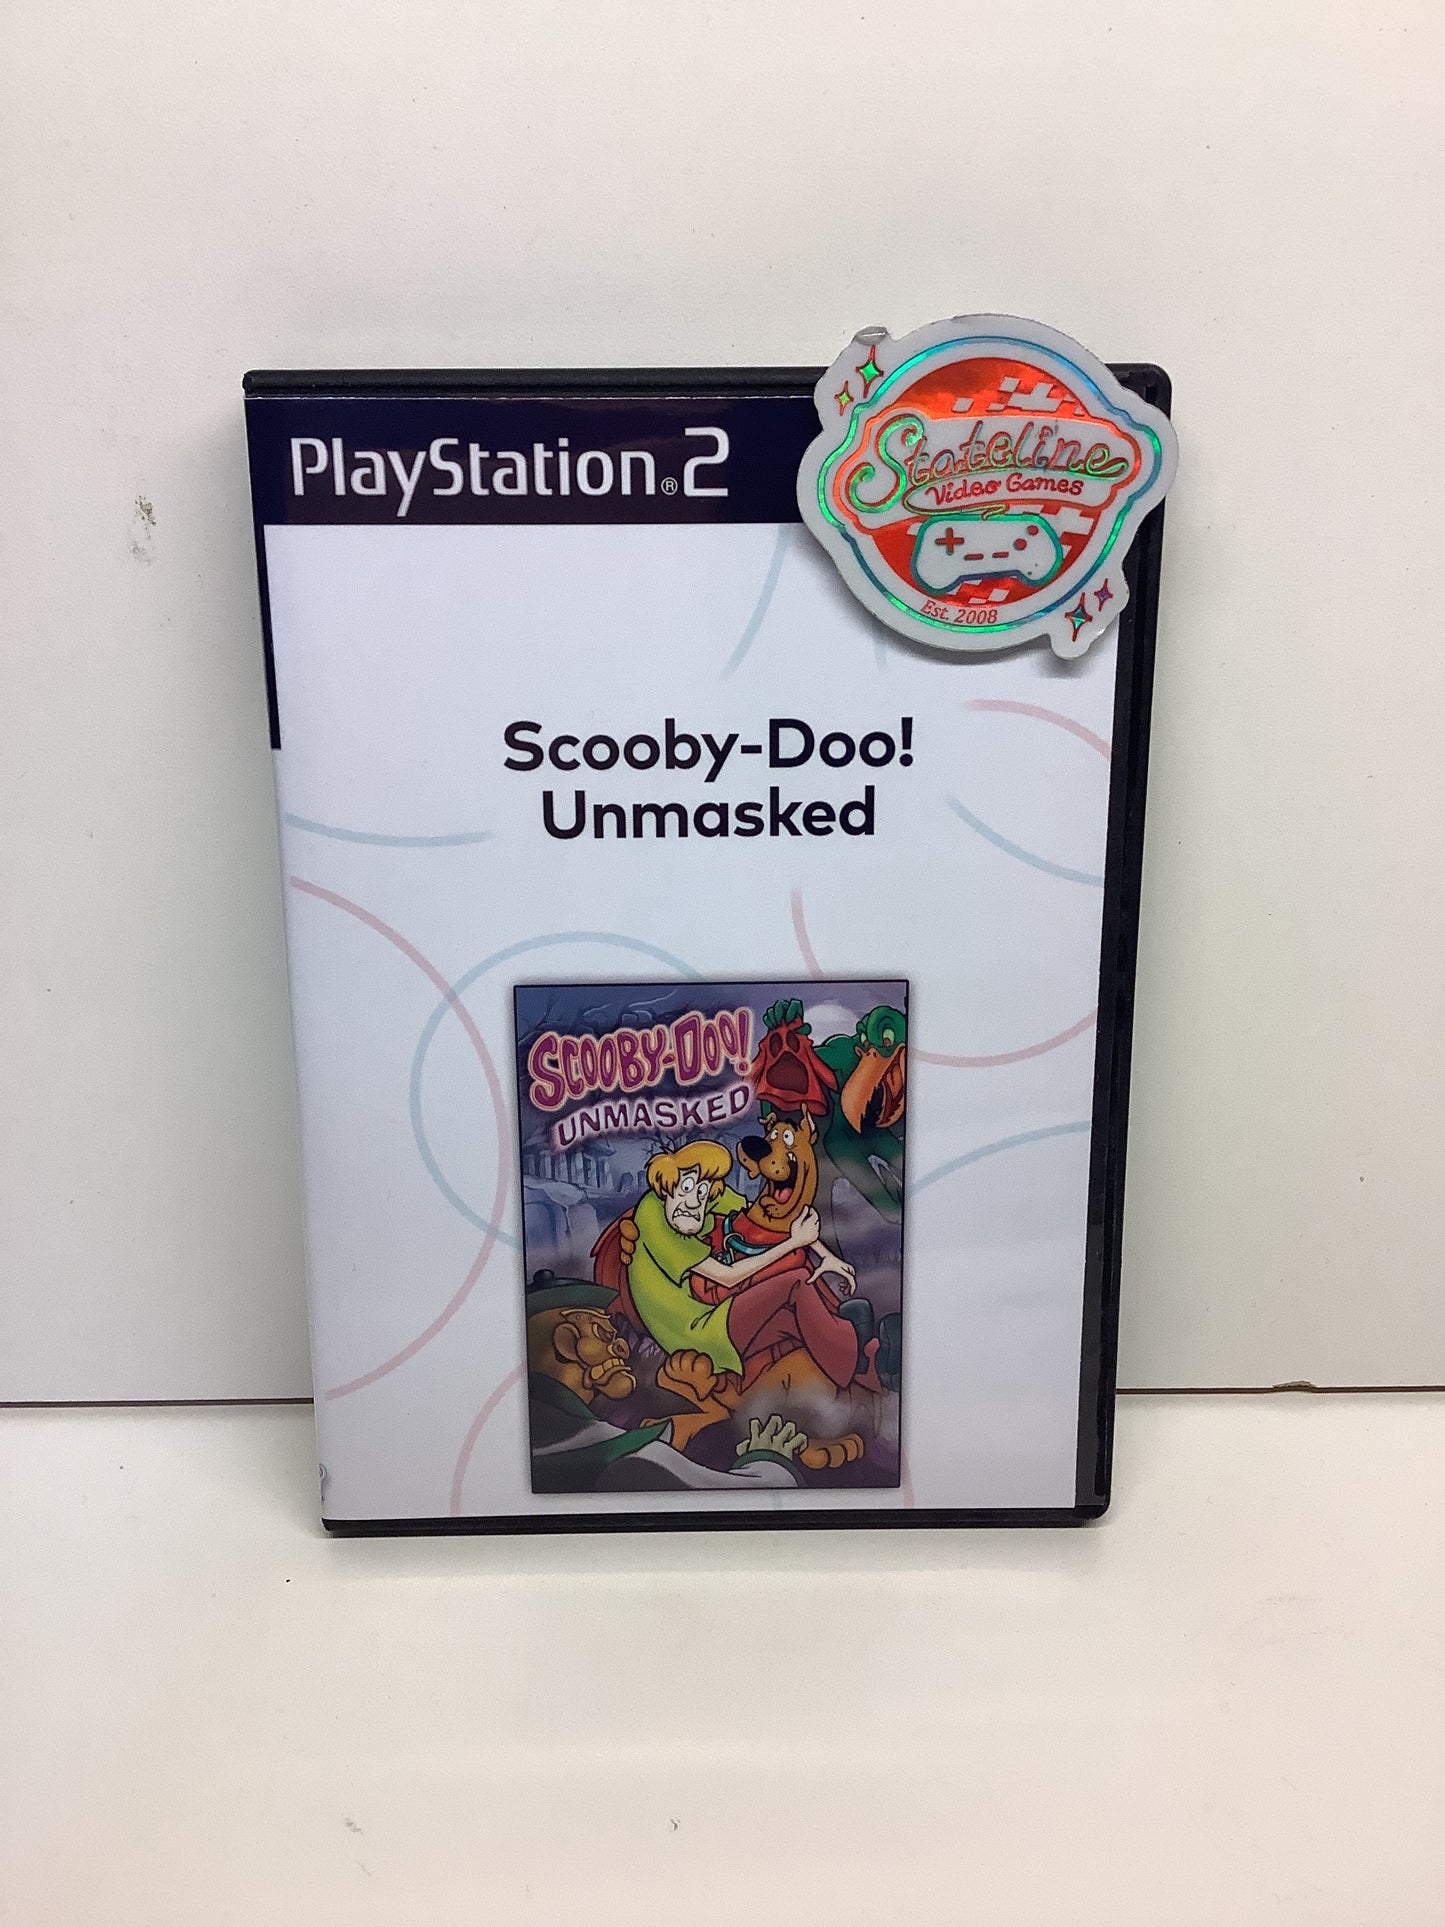 PlayStation®2
Stateline
Video Games
Est. 2008
Scooby-Doo!
Unmasked
SCOOBY-DOO!
UNMASKED